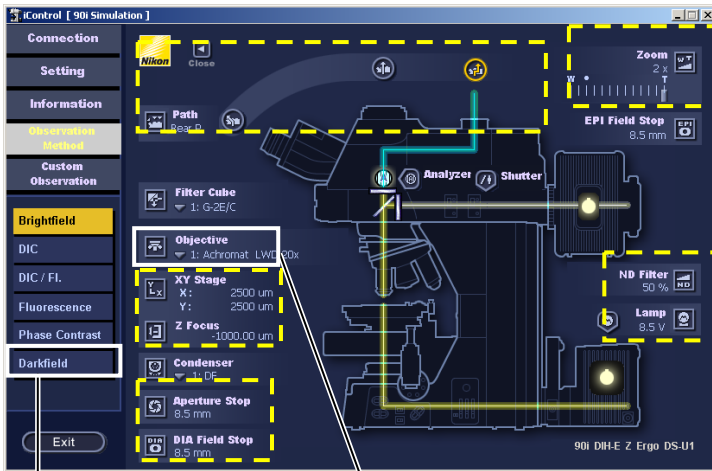 iControl [ 90i Simulation ]
Connection
Setting
Information
Observation
Method
Custom
Observation
Brightfield
DIC
DIC / Fl.
Fluorescence
Phase Contrast
Darkfield
Exit
Nikon
Close
Path
Rear P
Filter Cube
1: G-2E/C
Objective
1: Achromat LWD 20x
XY Stage
X: 2500 um
Y: 2500 um
Z Focus
-1000.00 um
Condenser
1: DF
Aperture Stop
8.5 mm
DIA Field Stop
8.5 mm
Analyzer
Shutter
Zoom
2 x
W T
W T
EPI Field Stop
8.5 mm
EPI
ND Filter
50 %
ND
Lamp
8.5 V
Y
X
DIA
90i DIH-E Z Ergo DS-U1